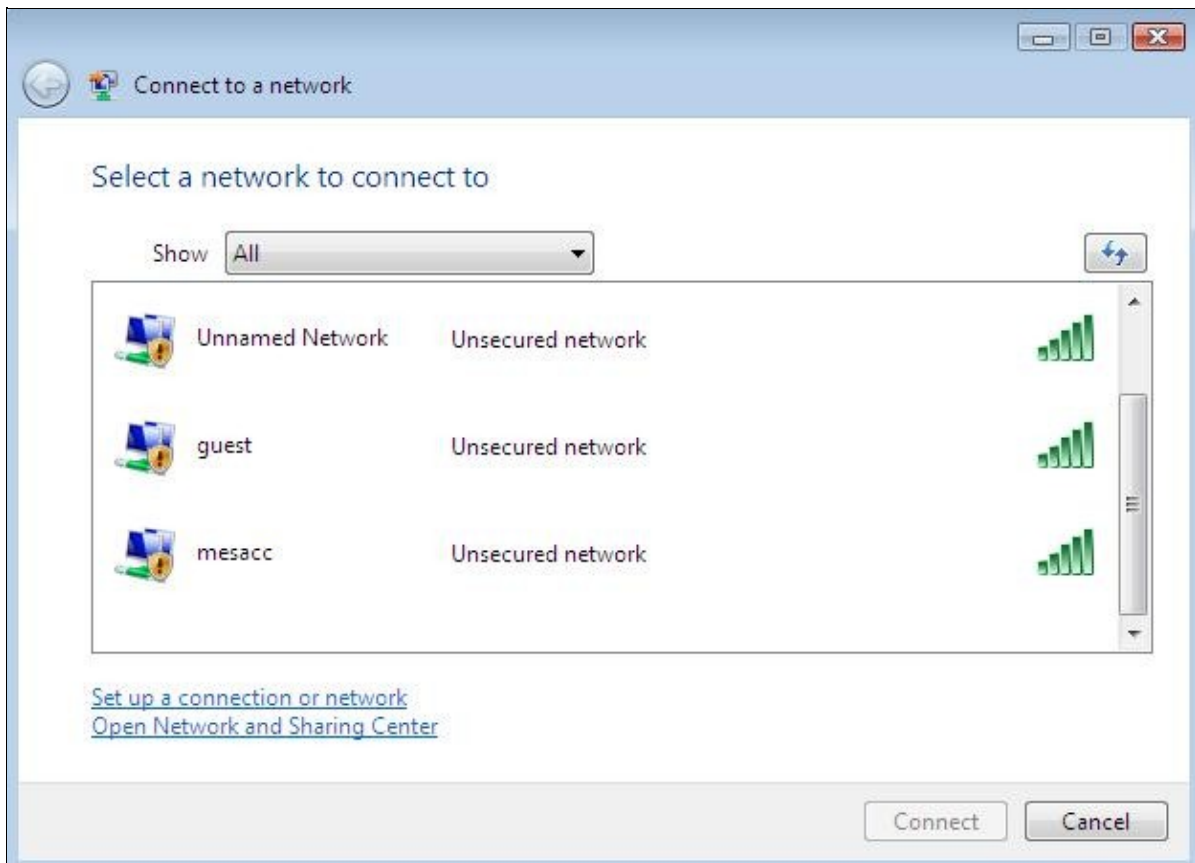 Connect to a network
Select a network to connect to
Show All
Unnamed Network Unsecured network
guest Unsecured network
mesacc Unsecured network
Set up a connection or network
Open Network and Sharing Center
Connect Cancel